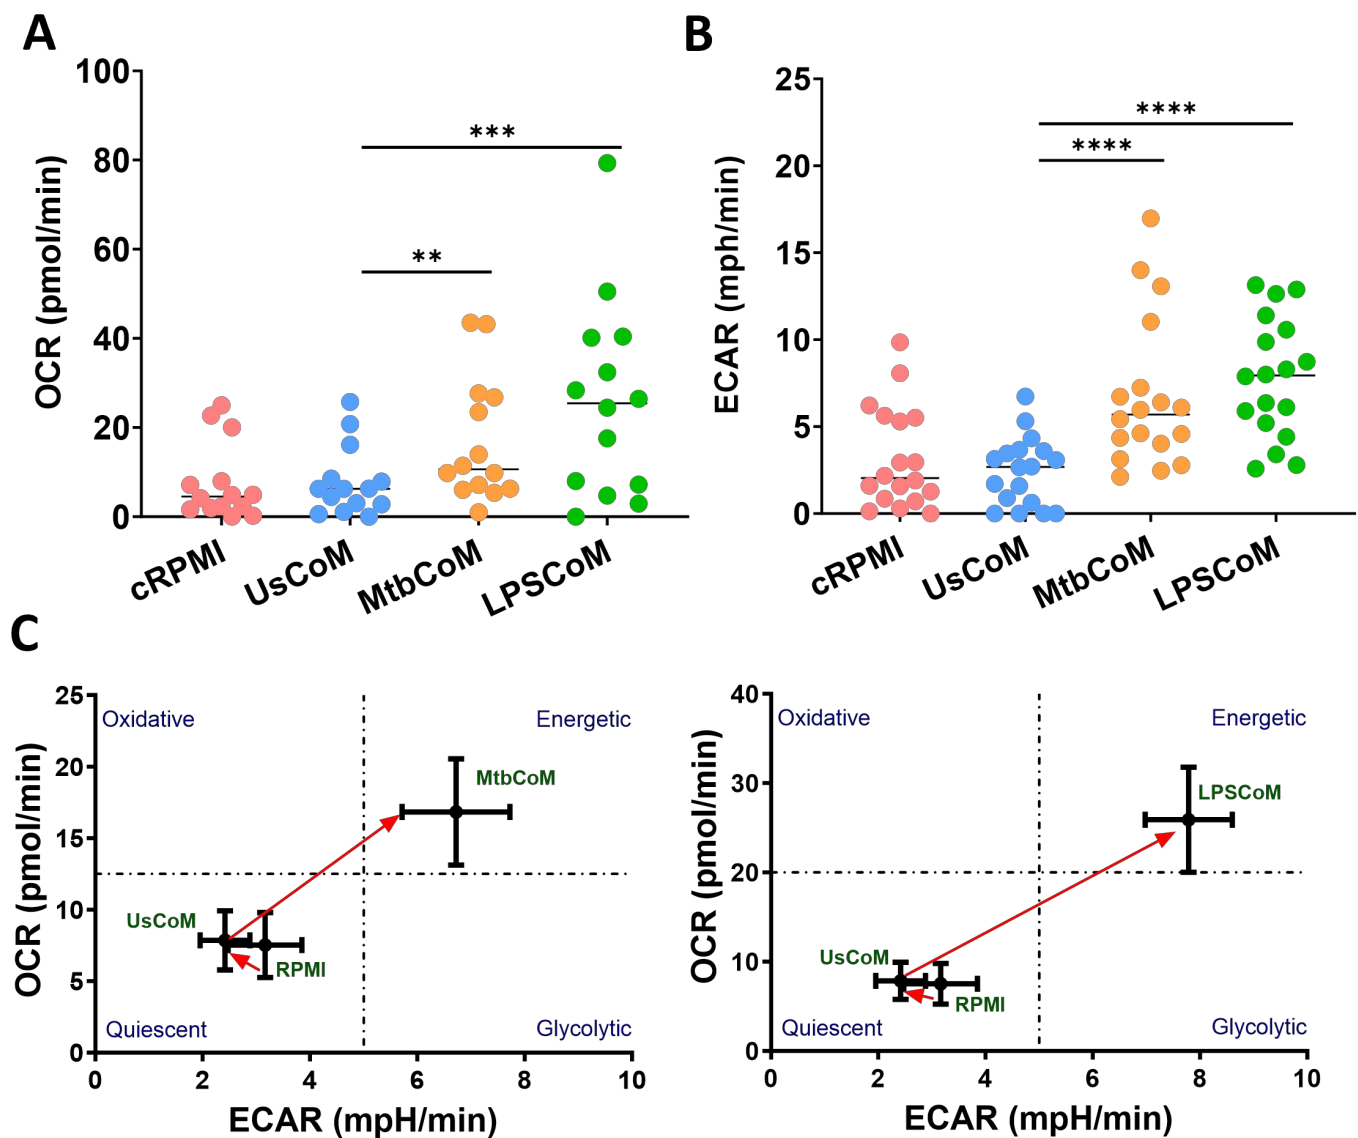 A
OCR (pmol/min)
100
80
60
40
20
0
***
**
cRPMI
UsCoM
MtbCoM
LPSCoM
B
ECAR (mph/min)
25
20
15
10
5
0
****
****
cRPMI
UsCoM
MtbCoM
LPSCoM
C
OCR (pmol/min)
25
20
15
10
5
0
Oxidative
Energetic
MtbCoM
UsCoM
RPMI
Quiescent
Glycolytic
0 2 4 6 8 10
ECAR (mpH/min)
OCR (pmol/min)
40
30
20
10
0
Oxidative
Energetic
LPSCoM
UsCoM
RPMI
Quiescent
Glycolytic
0 2 4 6 8 10
ECAR (mpH/min)